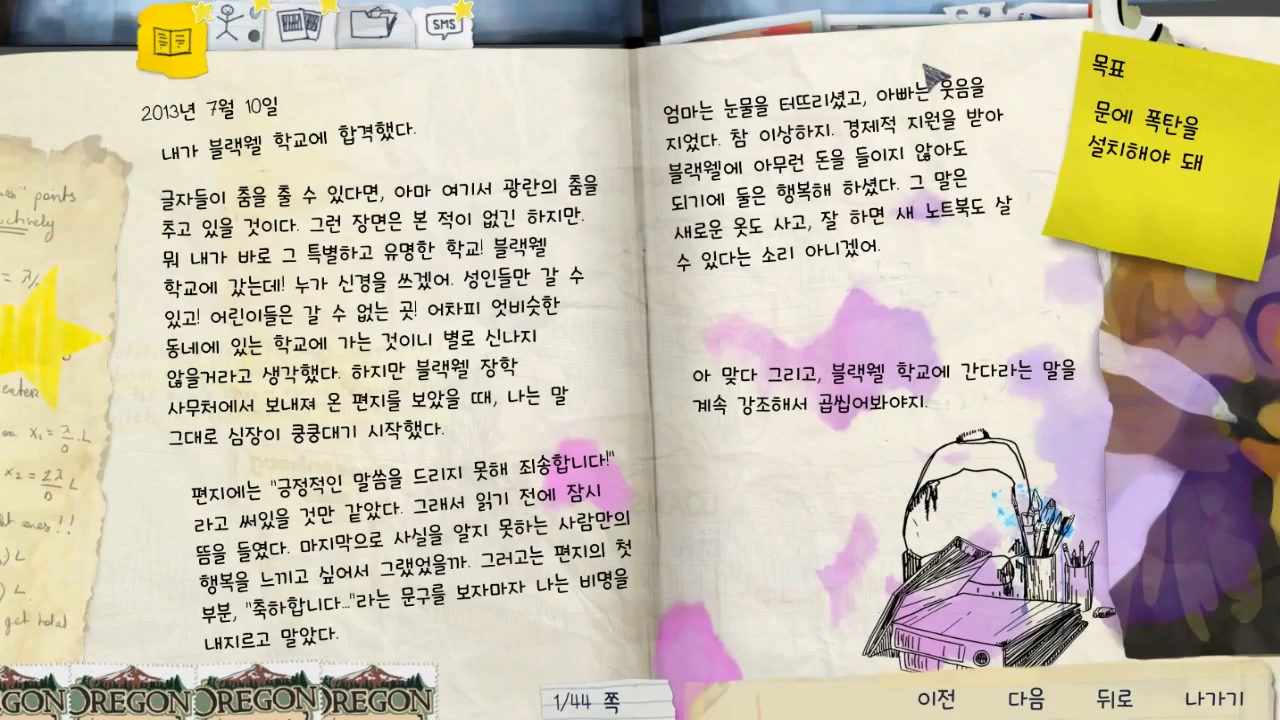 SMS
2013년 7월 10일
내가 블랙웰 학교에 합격했다.
글자들이 춤을 출 수 있다면, 아마 여기서 광란의 춤을
추고 있을 것이다. 그런 장면은 본 적이 없긴 하지만.
뭐 내가 바로 그 특별하고 유명한 학교! 블랙웰
학교에 갔는데! 누가 신경을 쓰겠어. 성인들만 갈 수
있고! 어린이들은 갈 수 없는 곳! 어차피 엇비슷한
동네에 있는 학교에 가는 것이니 별로 신나지
않을거라고 생각했다. 하지만 블랙웰 장학
사무처에서 보내져 온 편지를 보았을 때, 나는 말
그대로 심장이 쿵쿵대기 시작했다.
편지에는 "긍정적인 말씀을 드리지 못해 죄송합니다!"
라고 써있을 것만 같았다. 그래서 읽기 전에 잠시
뜸을 들였다. 마지막으로 사실을 알지 못하는 사람만의
행복을 느끼고 싶어서 그랬었을까. 그러고는 편지의 첫
부분, "축하합니다..."라는 문구를 보자마자 나는 비명을
내지르고 말았다.
엄마는 눈물을 터뜨리셨고, 아빠는 웃음을
지었다. 참 이상하지. 경제적 지원을 받아
블랙웰에 아무런 돈을 들이지 않아도
되기에 둘은 행복해 하셨다. 그 말은
새로운 옷도 사고, 잘 하면 새 노트북도 살
수 있다는 소리 아니겠어.
아 맞다 그리고, 블랙웰 학교에 간다라는 말을
계속 강조해서 곱씹어봐야지.
목표
문에 폭탄을
설치해야 돼
points
get total
OREGON OREGON OREGON
1/44 쪽
이전 다음 뒤로 나가기